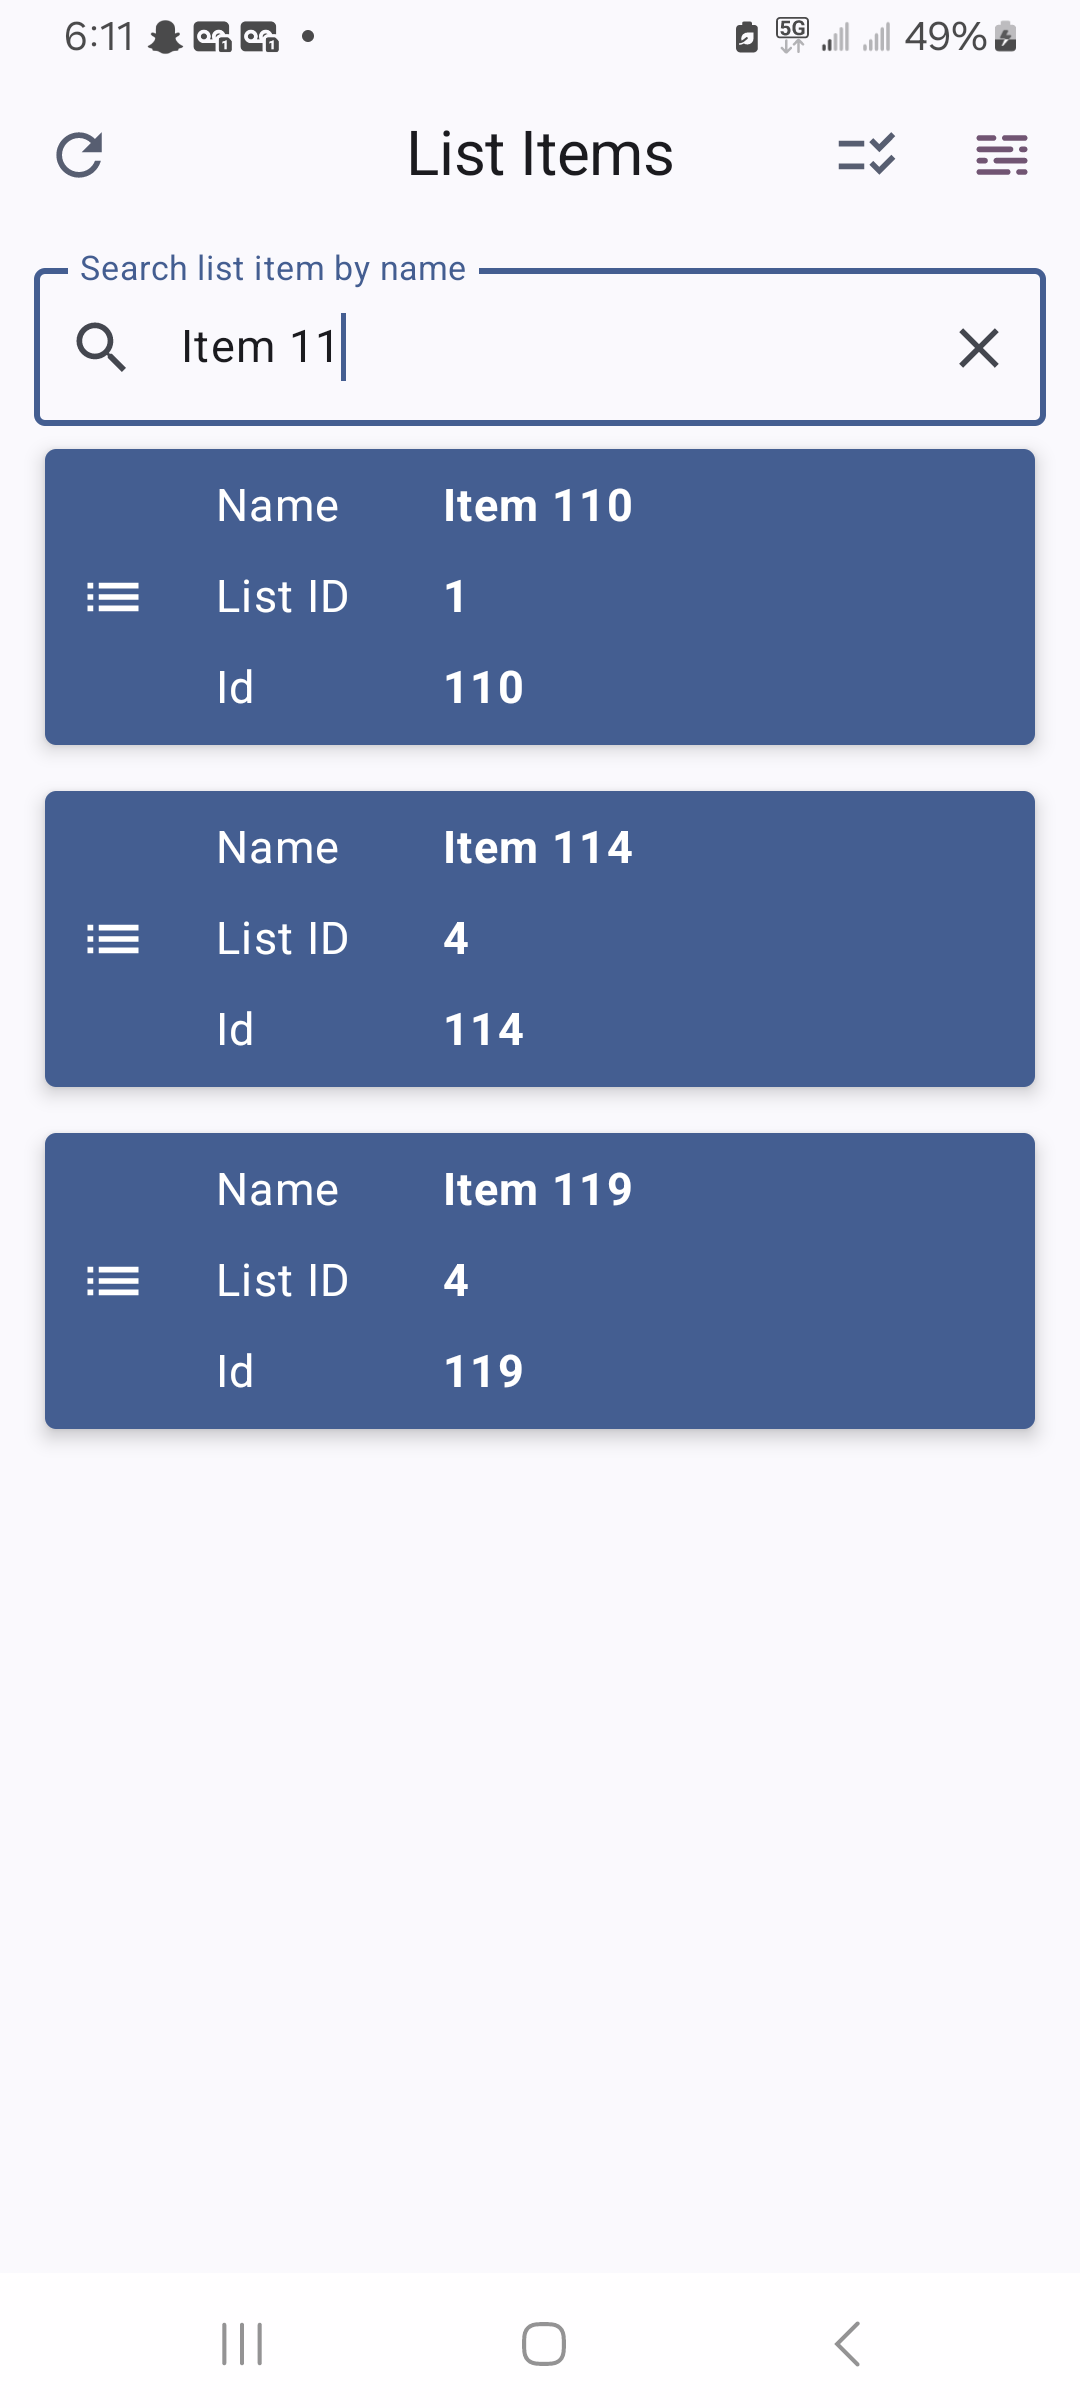 6:11
5G
49%
List Items
Search list item by name
Item 11
Name Item 110
List ID 1
Id 110
Name Item 114
List ID 4
Id 114
Name Item 119
List ID 4
Id 119